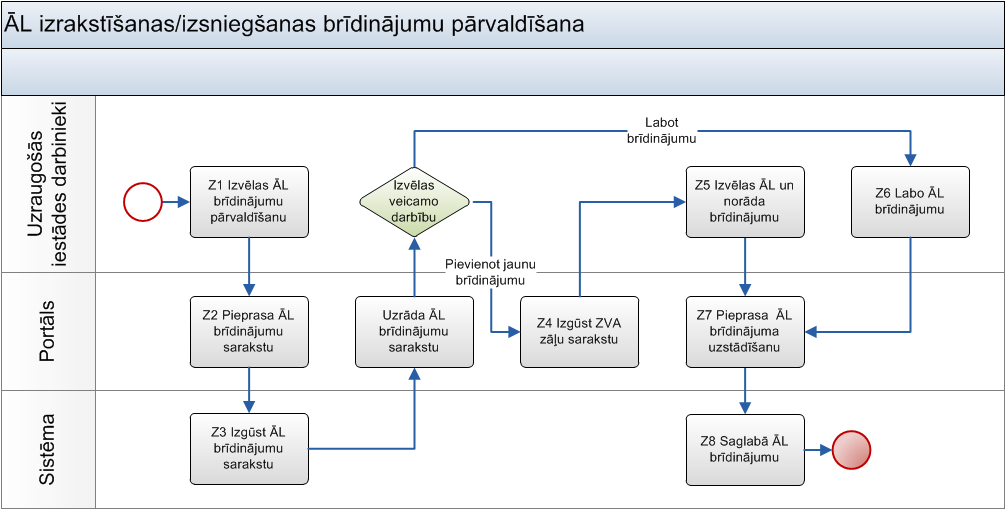 ĀL izrakstīšanas/izsniegšanas brīdinājumu pārvaldīšana
Uzraugošās
iestādes darbinieki
Labot
brīdinājumu
Z1 Izvēlas ĀL
brīdinājumu
pārvaldīšanu
Izvēlas
veicamo
darbību
Z5 Izvēlas ĀL un
norāda
brīdinājumu
Z6 Labo ĀL
brīdinājumu
Pievienot jaunu
brīdinājumu
Portāls
Z2 Pieprasa ĀL
brīdinājumu
sarakstu
Uzrāda ĀL
brīdinājumu
sarakstu
Z4 Izgūst ZVA
zāļu sarakstu
Z7 Pieprasa ĀL
brīdinājuma
uzstādīšanu
Sistēma
Z3 Izgūst ĀL
brīdinājumu
sarakstu
Z8 Saglabā ĀL
brīdinājumu